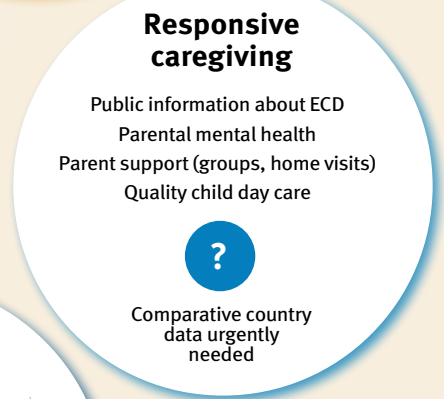 Responsive
caregiving
Public information about ECD
Parental mental health
Parent support (groups, home visits)
Quality child day care
?
Comparative country
data urgently
needed